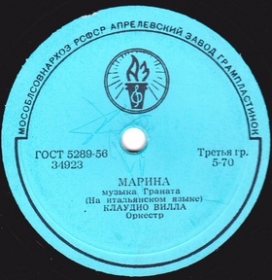 МОСОБЛСОВНАРХОЗ РСФСР АПРЕЛЕВСКИЙ ЗАВОД ГРАМПЛАСТИНОК
АЗ
ГОСТ 5289-56
34923
Третья гр.
5-70
МАРИНА
музыка Граната
(На итальянском языке)
КЛАУДИО ВИЛЛА
Оркестр